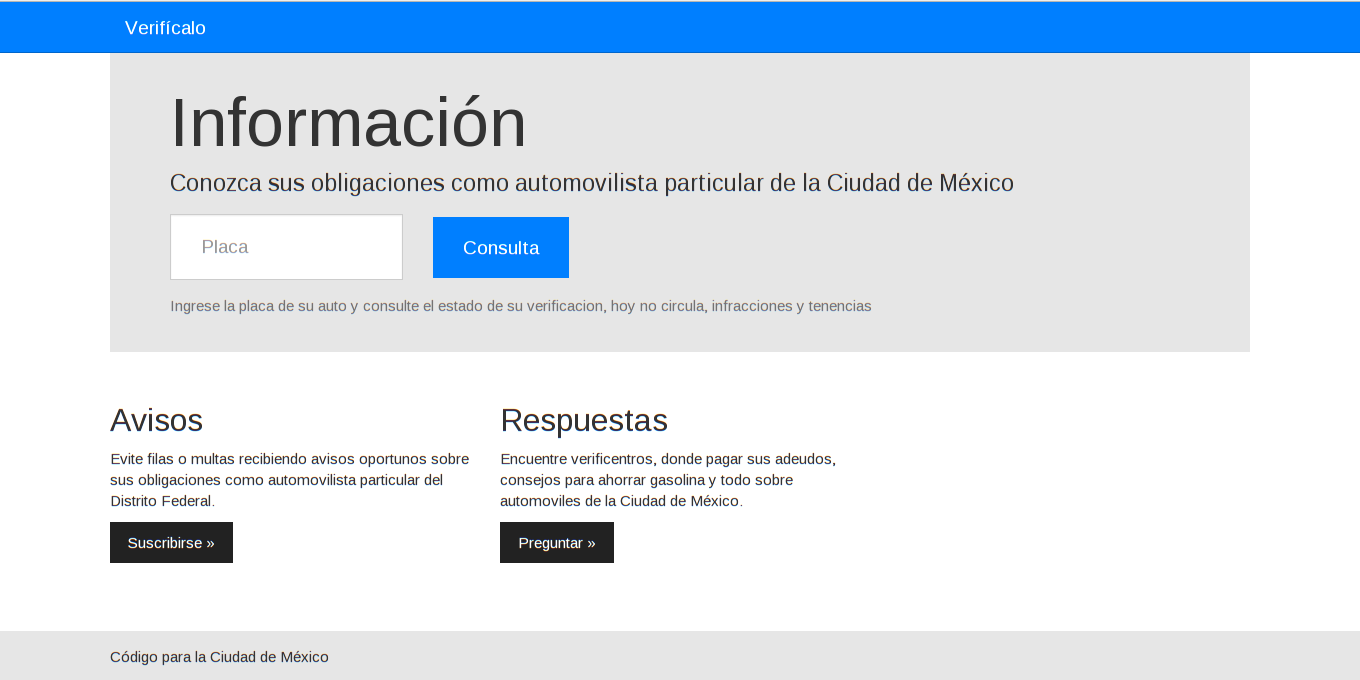 Verifícalo
Información
Conozca sus obligaciones como automovilista particular de la Ciudad de México
Placa
Consulta
Ingrese la placa de su auto y consulte el estado de su verificacion, hoy no circula, infracciones y tenencias
Avisos
Evite filas o multas recibiendo avisos oportunos sobre
sus obligaciones como automovilista particular del
Distrito Federal.
Suscribirse »
Respuestas
Encuentre verificentros, donde pagar sus adeudos,
consejos para ahorrar gasolina y todo sobre
automoviles de la Ciudad de México.
Preguntar »
Código para la Ciudad de México